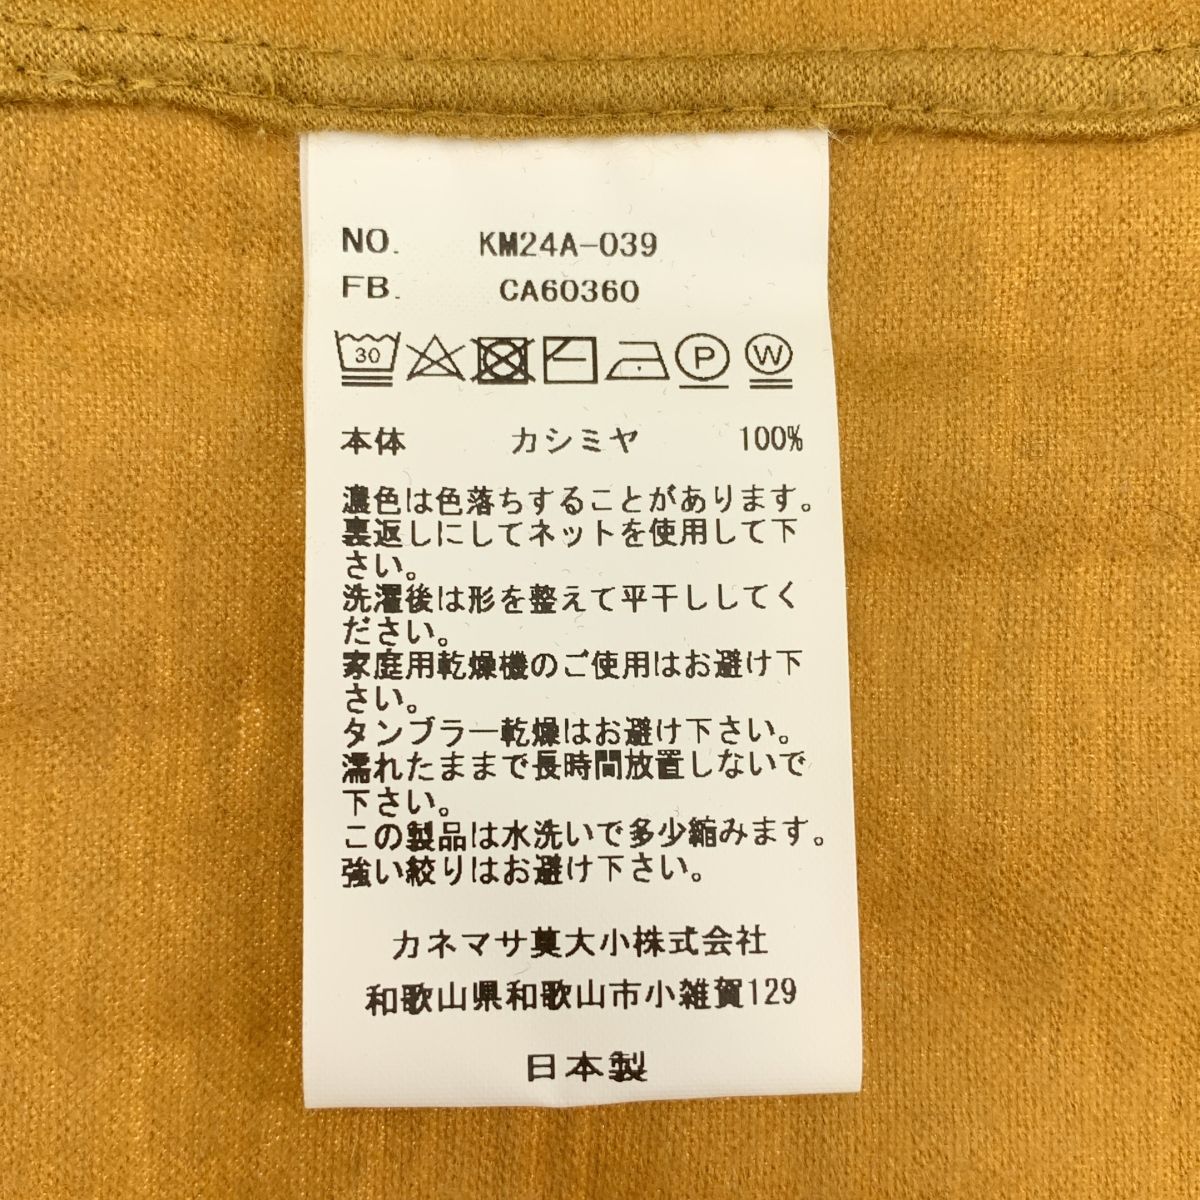 NO. KM24A-039
FB. CA60360
30 P W
本体 カシミヤ 100%
濃色は色落ちすることがあります。
裏返しにしてネットを使用して下
さい。
洗濯後は形を整えて平干ししてく
ださい。
家庭用乾燥機のご使用はお避け下
さい。
タンブラー乾燥はお避け下さい。
濡れたままで長時間放置しないで
下さい。
この製品は水洗いで多少縮みます。
強い絞りはお避け下さい。
カネマサ莫大小株式会社
和歌山県和歌山市小雑賀129
日本製